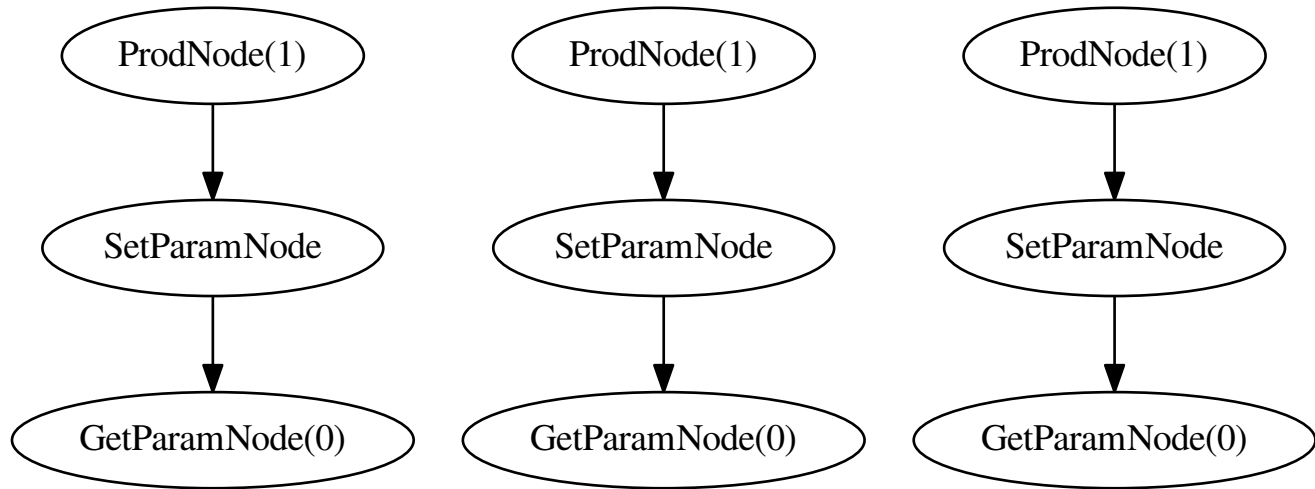 ProdNode(1) ProdNode(1) ProdNode(1)
SetParamNode SetParamNode SetParamNode
GetParamNode(0) GetParamNode(0) GetParamNode(0)